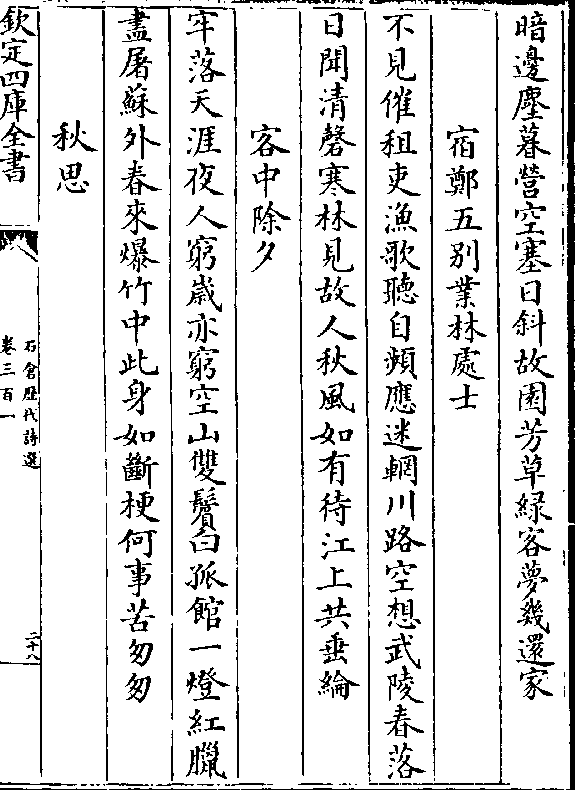 暗邊塵暮營空塞日斜故園芳草緑客夢幾還家
宿鄭五别業林處士
不見催租吏漁歌聽自頻應迷輞川路空想武陵春落
日聞清磬寒林見故人秋風如有待江上共垂綸
客中除夕
牢落天涯夜人窮嵗亦窮空山雙鬢白孤館一燈紅臘
盡屠蘇外春來爆竹中此身如斷梗何事苦匆匆
秋思
欽定四庫全書
石倉歴代詩選
卷三百一
二十八